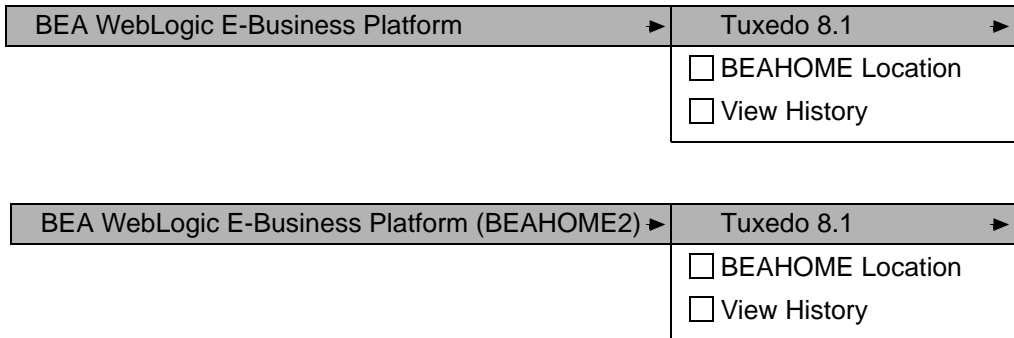 BEA WebLogic E-Business Platform Tuxedo 8.1
BEAHOME Location
View History
BEA WebLogic E-Business Platform (BEAHOME2) Tuxedo 8.1
BEAHOME Location
View History